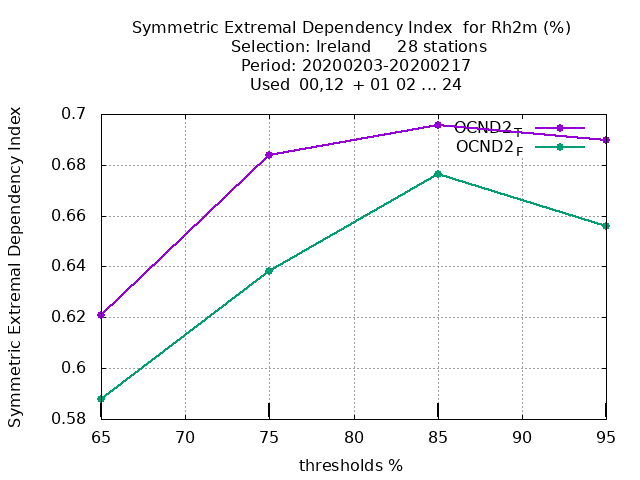 Symmetric Extremal Dependency Index for Rh2m (%)
Selection: Ireland 28 stations
Period: 20200203-20200217
Used 00,12 + 01 02 ... 24
Symmetric Extremal Dependency Index
0.7
0.68
0.66
0.64
0.62
0.6
0.58
OCND2T
OCND2F
65 70 75 80 85 90 95
thresholds %